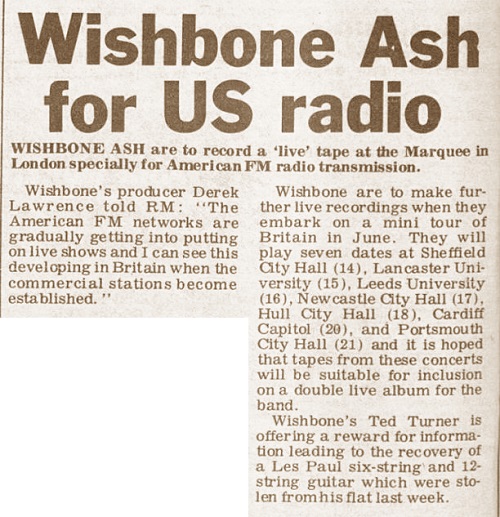 Wishbone Ash
for US radio
WISHBONE ASH are to record a 'live' tape at the Marquee in
London specially for American FM radio transmission.
Wishbone's producer Derek
Lawrence told RM: "The
American FM networks are
gradually getting into putting
on live shows and I can see this
developing in Britain when the
commercial stations become
established."
Wishbone are to make fur-
ther live recordings when they
embark on a mini tour of
Britain in June. They will
play seven dates at Sheffield
City Hall (14), Lancaster Uni-
versity (15), Leeds University
(16), Newcastle City Hall (17),
Hull City Hall (18), Cardiff
Capitol (20), and Portsmouth
City Hall (21) and it is hoped
that tapes from these concerts
will be suitable for inclusion
on a double live album for the
band.
Wishbone's Ted Turner is
offering a reward for informa-
tion leading to the recovery of
a Les Paul six-string and 12-
string guitar which were sto-
len from his flat last week.